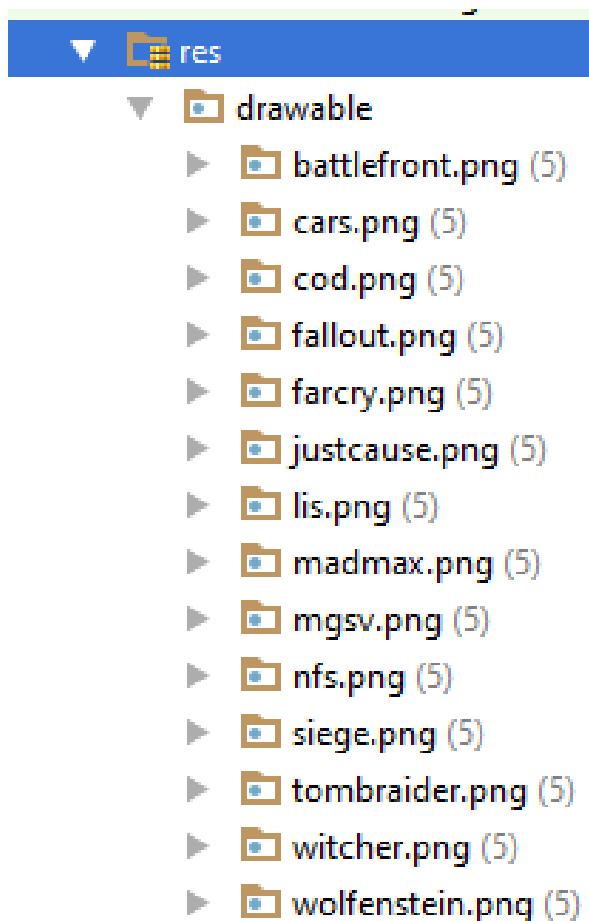 res
drawable
battlefront.png (5)
cars.png (5)
cod.png (5)
fallout.png (5)
farcry.png (5)
justcause.png (5)
lis.png (5)
madmax.png (5)
mgsv.png (5)
nfs.png (5)
siege.png (5)
tombraider.png (5)
witcher.png (5)
wolfenstein.png (5)